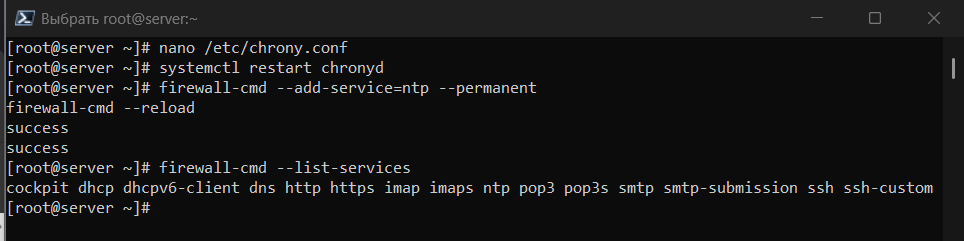 Выбрать root@server:~
[root@server ~]# nano /etc/chrony.conf
[root@server ~]# systemctl restart chronyd
[root@server ~]# firewall-cmd --add-service=ntp --permanent
firewall-cmd --reload
success
success
[root@server ~]# firewall-cmd --list-services
cockpit dhcp dhcpv6-client dns http https imap imaps ntp pop3 pop3s smtp smtp-submission ssh ssh-custom
[root@server ~]#